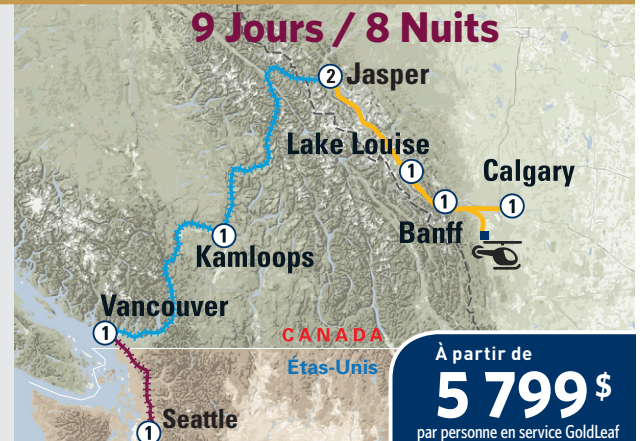 9 Jours / 8 Nuits
2 Jasper
Lake Louise
1
Calgary
1
1
Banff
1
Kamloops
Vancouver
1
CANADA
Étas-Unis
Seattle
1
À partir de
5 799 $
par personne en service GoldLeaf